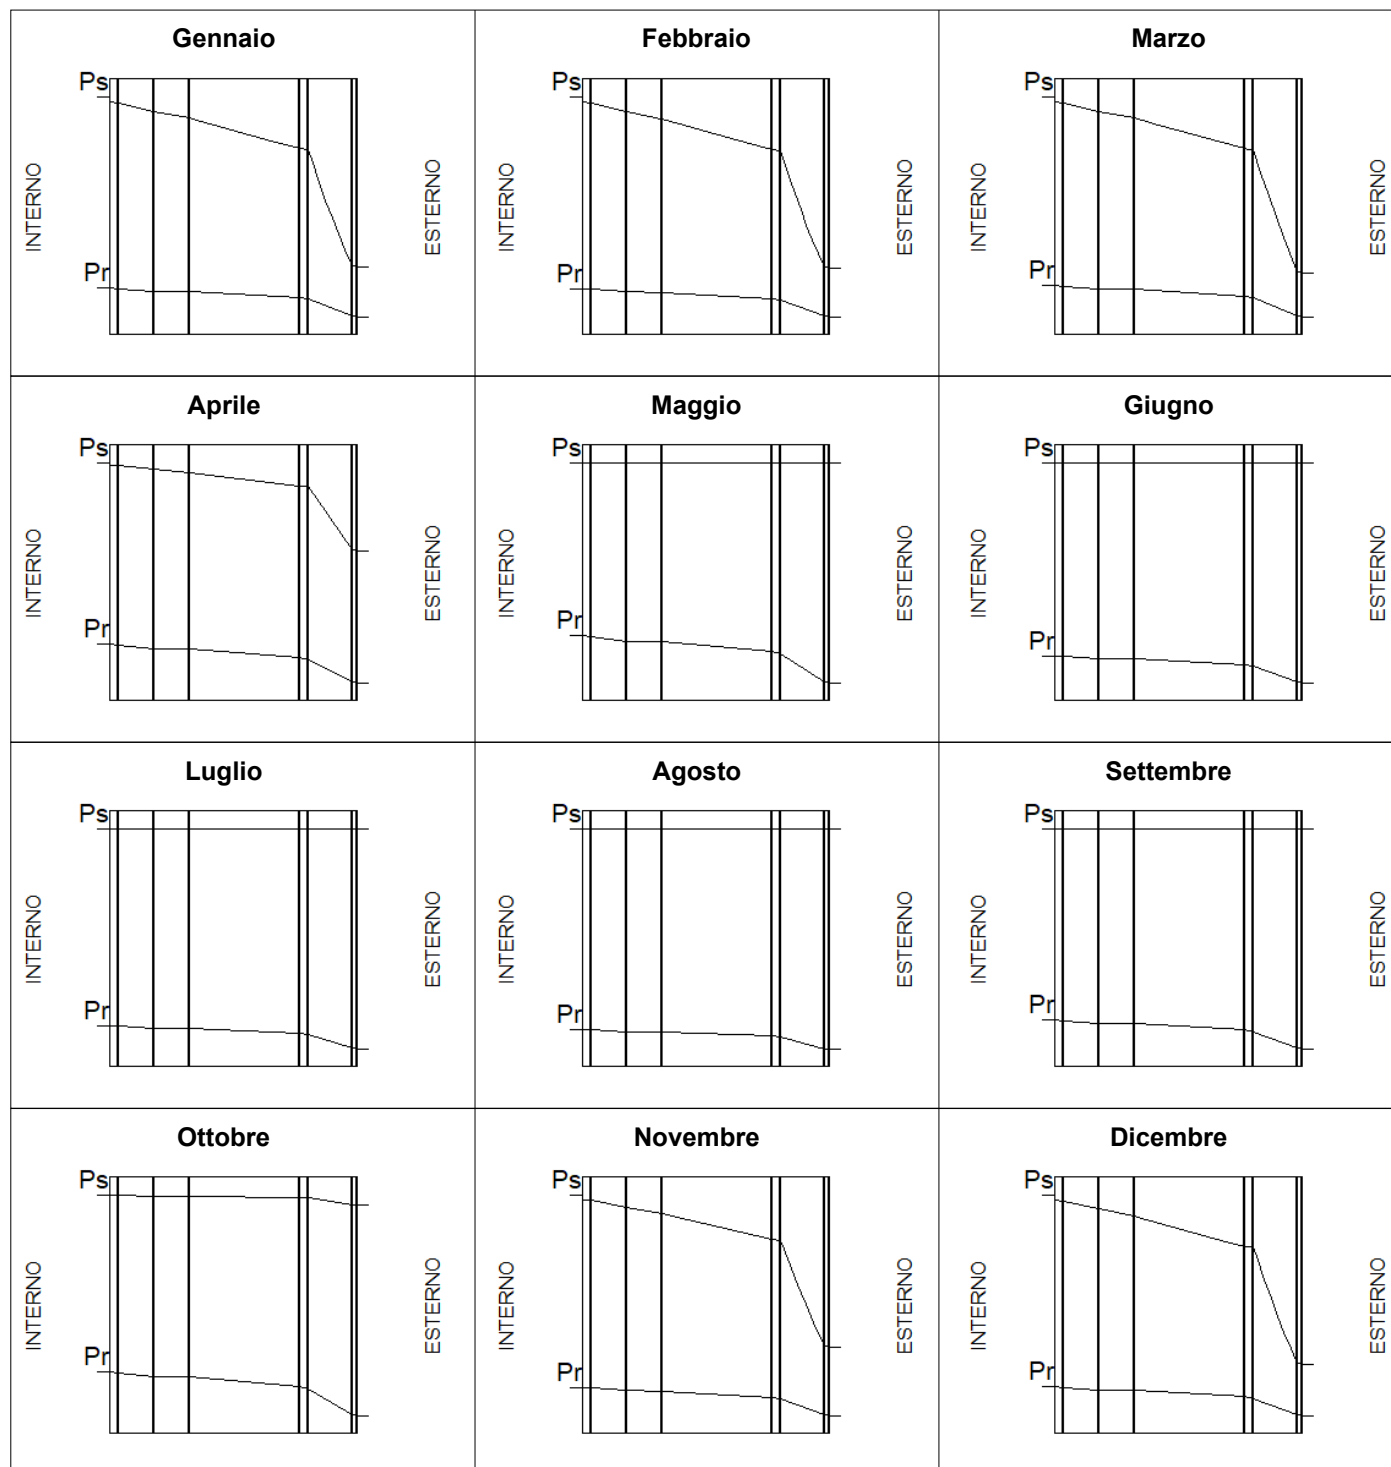 Gennaio
Febbraio
Marzo
Ps
Ps
Ps
INTERNO
ESTERNO
INTERNO
ESTERNO
INTERNO
ESTERNO
Pr
Pr
Pr
Aprile
Maggio
Giugno
Ps
Ps
Ps
INTERNO
ESTERNO
INTERNO
ESTERNO
INTERNO
ESTERNO
Pr
Pr
Pr
Luglio
Agosto
Settembre
Ps
Ps
Ps
INTERNO
ESTERNO
INTERNO
ESTERNO
INTERNO
ESTERNO
Pr
Pr
Pr
Ottobre
Novembre
Dicembre
Ps
Ps
Ps
INTERNO
ESTERNO
INTERNO
ESTERNO
INTERNO
ESTERNO
Pr
Pr
Pr